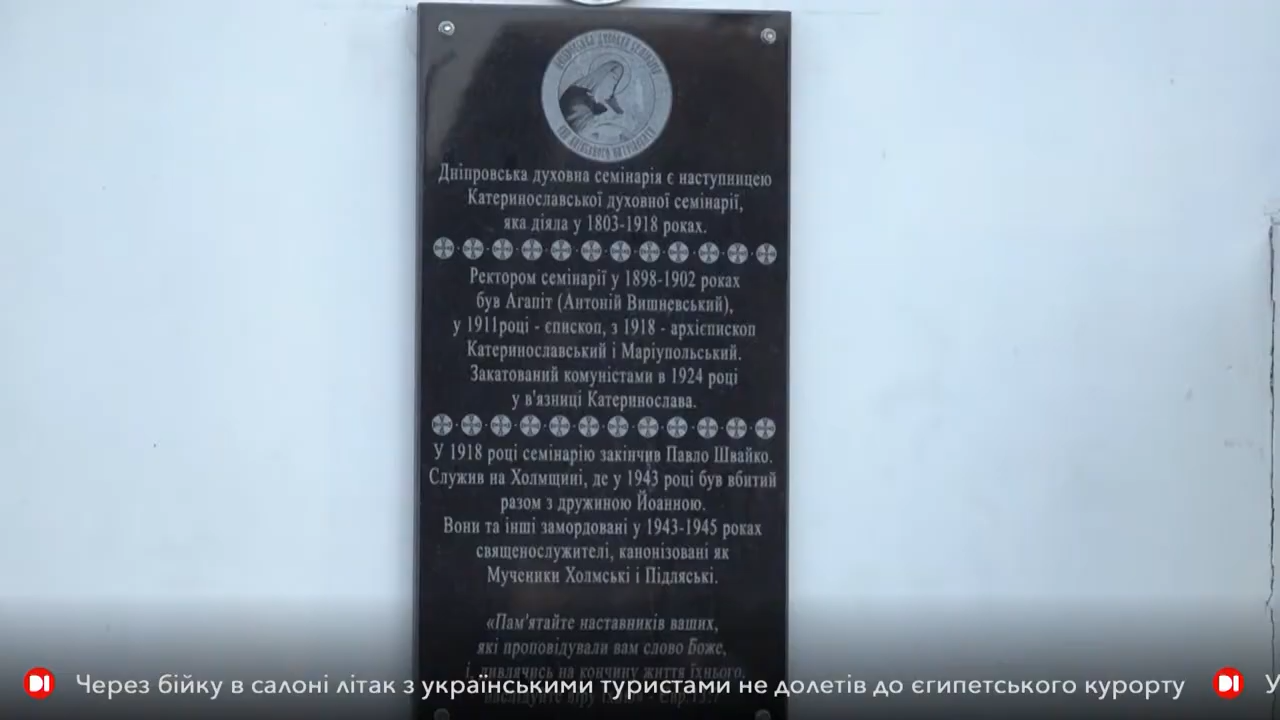 ДНІПРОВСЬКА ДУХОВНА СЕМІНАРІЯ
Дніпровська духовна семінарія є наступницею
Катеринославської духовної семінарії,
яка діяла у 1803-1918 роках.
Ректором семінарії у 1898-1902 роках
був Агапіт (Антоній Вишневський),
у 1911році - єпископ, з 1918 - архієпископ
Катеринославський і Маріупольський.
Закатований комуністами в 1924 році
у в'язниці Катеринослава.
У 1918 році семінарію закінчив Павло Швайко.
Служив на Холмщині, де у 1943 році був вбитий
разом з дружиною Йоанною.
Вони та інші замордовані у 1943-1945 роках
священослужителі, канонізовані як
Мученики Холмські і Підляські.
«Пам'ятайте наставників ваших,
які проповідували вам слово Боже,
і, дивлячись на кончину життя їхнього,
Через бійку в салоні літак з українськими туристами не долетів до єгипетського курорту
У